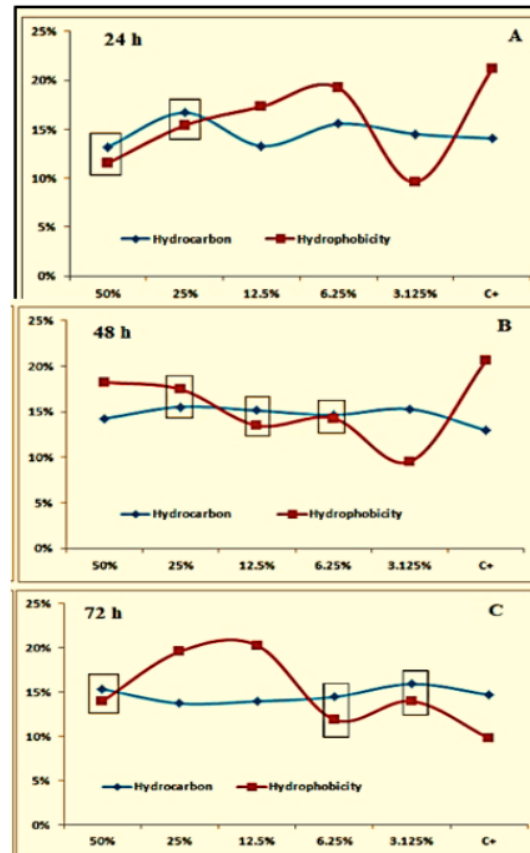 24 h A
25%
20%
15%
10%
5%
0%
Hydrocarbon Hydrophobicity
50% 25% 12.5% 6.25% 3.125% C+
48 h B
25%
20%
15%
10%
5%
0%
Hydrocarbon Hydrophobicity
50% 25% 12.5% 6.25% 3.125% C+
72 h C
25%
20%
15%
10%
5%
0%
Hydrocarbon Hydrophobicity
50% 25% 12.5% 6.25% 3.125% C+